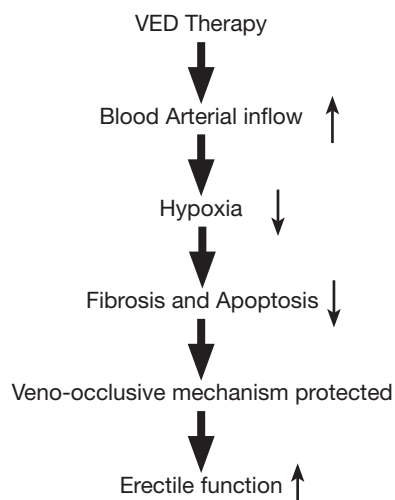 VED Therapy
Blood Arterial inflow
Hypoxia
Fibrosis and Apoptosis
Veno-occlusive mechanism protected
Erectile function